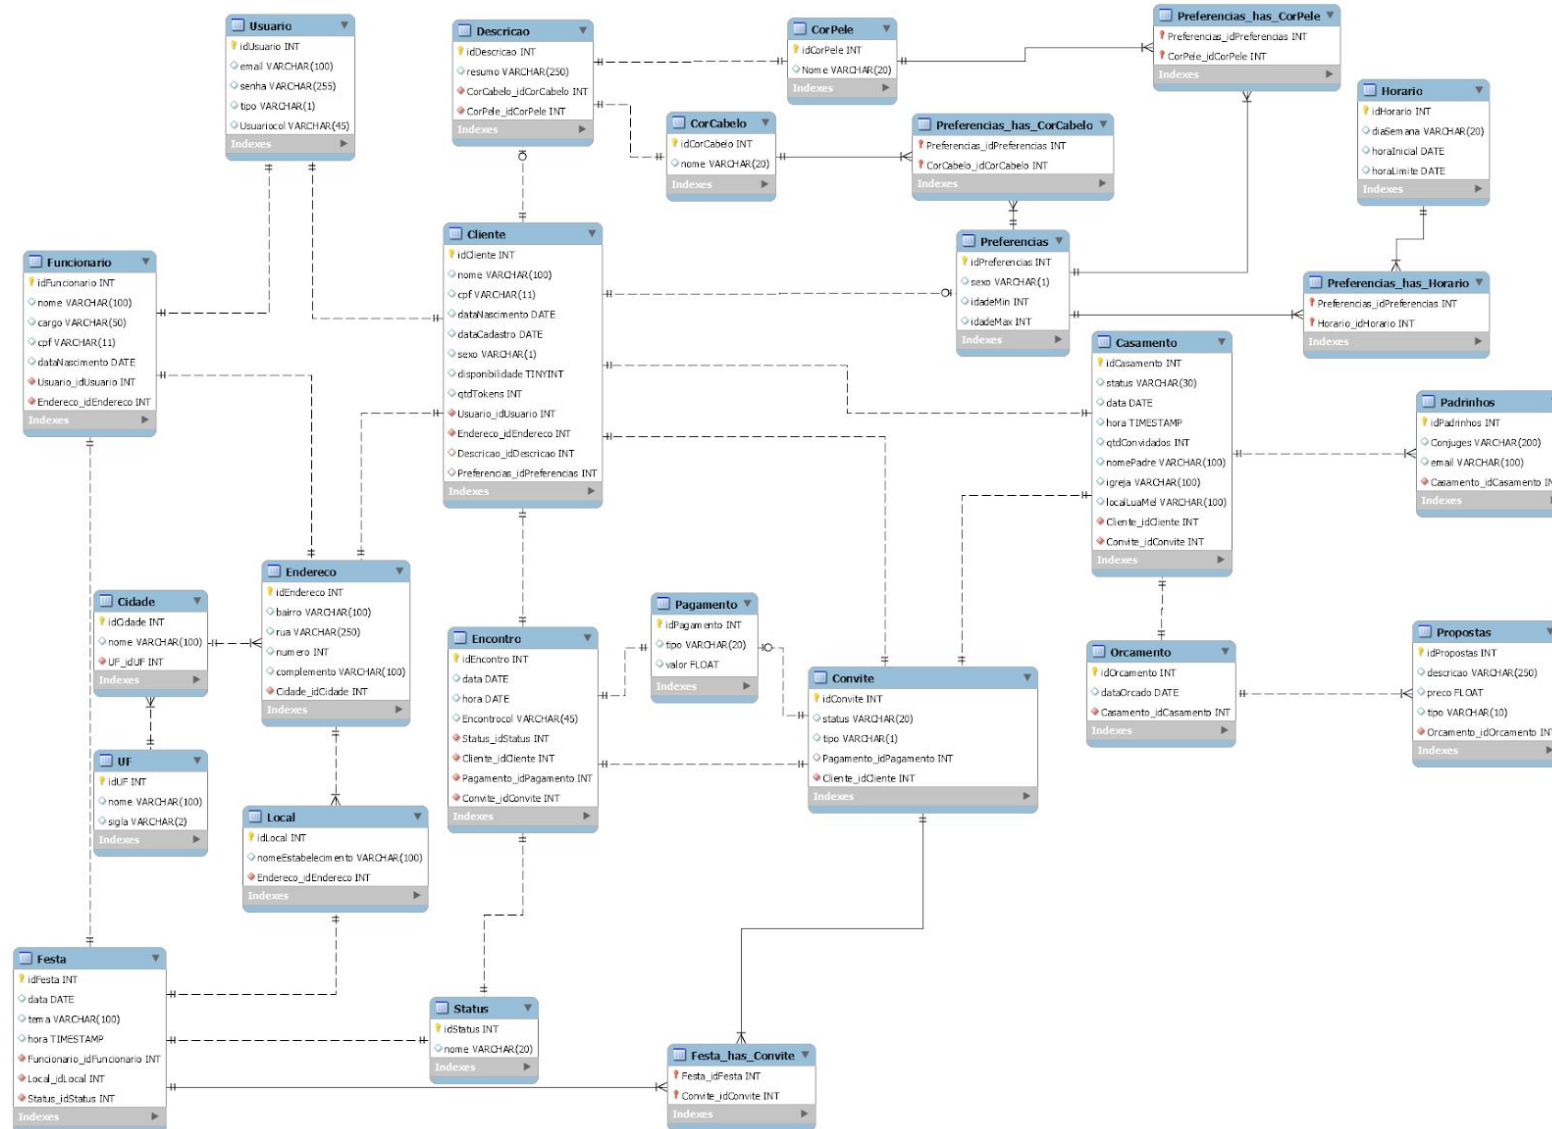 Usuario
idUsuario INT
email VARCHAR(100)
senha VARCHAR(255)
tipo VARCHAR(1)
Usuariocol VARCHAR(45)
Indexes
Descricao
idDescricao INT
resumo VARCHAR(250)
CorCabelo_idCorCabelo INT
CorPele_idCorPele INT
Indexes
CorPele
idCorPele INT
Nome VARCHAR(20)
Indexes
Preferencias_has_CorPele
Preferencias_idPreferencias INT
CorPele_idCorPele INT
Indexes
CorCabelo
idCorCabelo INT
nome VARCHAR(20)
Indexes
Preferencias_has_CorCabelo
Preferencias_idPreferencias INT
CorCabelo_idCorCabelo INT
Indexes
Horario
idHorario INT
diaSemana VARCHAR(20)
horaInicial DATE
horaLimite DATE
Indexes
Funcionario
idFuncionario INT
nome VARCHAR(100)
cargo VARCHAR(50)
cpf VARCHAR(11)
dataNascimento DATE
Usuario_idUsuario INT
Endereco_idEndereco INT
Indexes
Cliente
idCliente INT
nome VARCHAR(100)
cpf VARCHAR(11)
dataNascimento DATE
dataCadastro DATE
sexo VARCHAR(1)
disponibilidade TINYINT
qtdTokens INT
Usuario_idUsuario INT
Endereco_idEndereco INT
Descricao_idDescricao INT
Preferencias_idPreferencias INT
Indexes
Preferencias
idPreferencias INT
sexo VARCHAR(1)
idadeMin INT
idadeMax INT
Indexes
Preferencias_has_Horario
Preferencias_idPreferencias INT
Horario_idHorario INT
Indexes
Casamento
idCasamento INT
status VARCHAR(30)
data DATE
hora TIMESTAMP
qtdConvidados INT
nomePadre VARCHAR(100)
igreja VARCHAR(100)
localLuaMel VARCHAR(100)
Cliente_idCliente INT
Convite_idConvite INT
Indexes
Padrinhos
idPadrinhos INT
Conjuges VARCHAR(200)
email VARCHAR(100)
Casamento_idCasamento IN
Indexes
Endereco
idEndereco INT
bairro VARCHAR(100)
rua VARCHAR(250)
numero INT
complemento VARCHAR(100)
Cidade_idCidade INT
Indexes
Cidade
idCidade INT
nome VARCHAR(100)
UF_idUF INT
Indexes
UF
idUF INT
nome VARCHAR(100)
sigla VARCHAR(2)
Indexes
Encontro
idEncontro INT
data DATE
hora DATE
Encontrocol VARCHAR(45)
Status_idStatus INT
Cliente_idCliente INT
Pagamento_idPagamento INT
Convite_idConvite INT
Indexes
Pagamento
idPagamento INT
tipo VARCHAR(20)
valor FLOAT
Indexes
Convite
idConvite INT
status VARCHAR(20)
tipo VARCHAR(1)
Pagamento_idPagamento INT
Cliente_idCliente INT
Indexes
Orcamento
idOrcamento INT
dataOrcado DATE
Casamento_idCasamento INT
Indexes
Propostas
idPropostas INT
descricao VARCHAR(250)
preco FLOAT
tipo VARCHAR(10)
Orcamento_idOrcamento INT
Indexes
Local
idLocal INT
nomeEstabelecimento VARCHAR(100)
Endereco_idEndereco INT
Indexes
Festa
idFesta INT
data DATE
tema VARCHAR(100)
hora TIMESTAMP
Funcionario_idFuncionario INT
Local_idLocal INT
Status_idStatus INT
Indexes
Status
idStatus INT
nome VARCHAR(20)
Indexes
Festa_has_Convite
Festa_idFesta INT
Convite_idConvite INT
Indexes